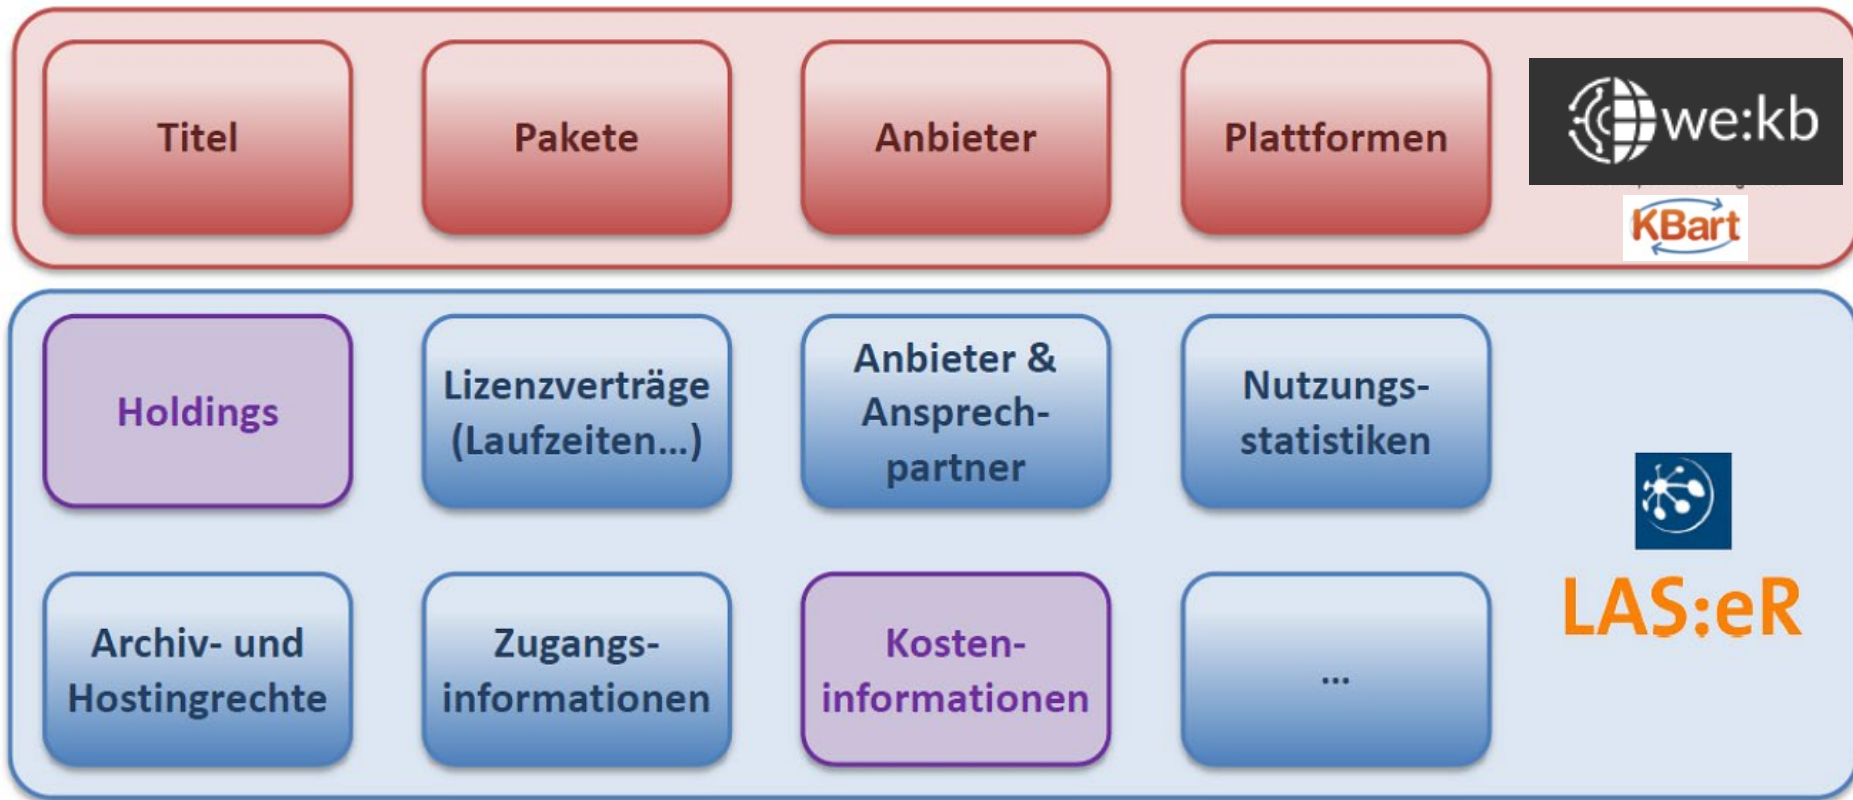 Titel
Pakete
Anbieter
Plattformen
we:kb
KBart
Holdings
Lizenzverträge
(Laufzeiten...)
Anbieter &
Ansprech-
partner
Nutzungs-
statistiken
Archiv- und
Hostingrechte
Zugangs-
informationen
Kosten-
informationen
...
LAS:eR